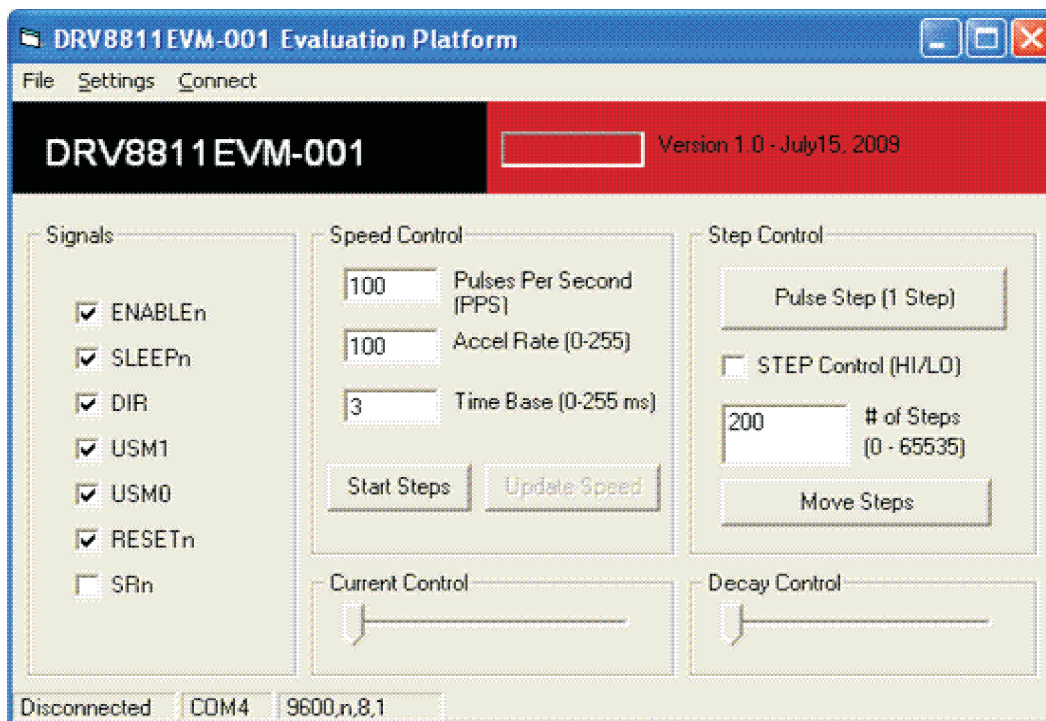 DRV8811EVM-001 Evaluation Platform
File Settings Connect
DRV8811EVM-001
Version 1.0 - July15, 2009
Signals
ENABLEn
SLEEPn
DIR
USM1
USM0
RESETn
SRn
Speed Control
100 Pulses Per Second
(PPS)
100 Accel Rate (0-255)
3 Time Base (0-255 ms)
Start Steps Update Speed
Step Control
Pulse Step (1 Step)
STEP Control (HI/LO)
200 # of Steps
(0 - 65535)
Move Steps
Current Control
Decay Control
Disconnected COM4 9600,n,8,1